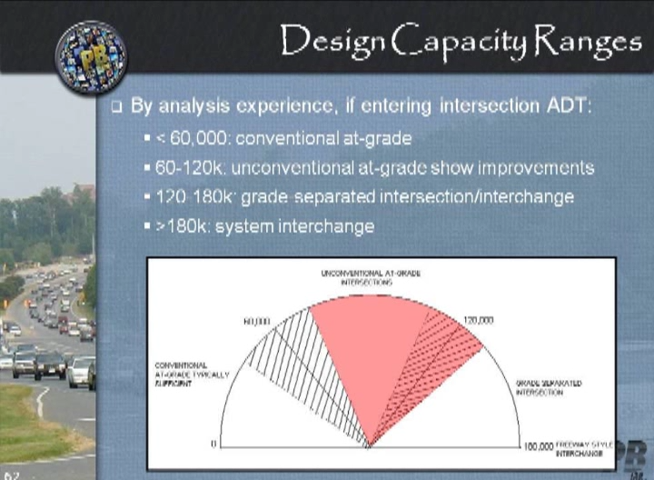 Design Capacity Ranges
PB
By analysis experience, if entering intersection ADT:
< 60,000: conventional at-grade
60-120k: unconventional at-grade show improvements
120-180k: grade-separated intersection/interchange
>180k: system interchange
UNCONVENTIONAL AT-GRADE
INTERSECTIONS
60,000
120,000
CONVENTIONAL
AT-GRADE TYPICALLY
SUFFICIENT
GRADE SEPARATED
INTERSECTION
0
180,000 FREEWAY STYLE
INTERCHANGE
PB
62